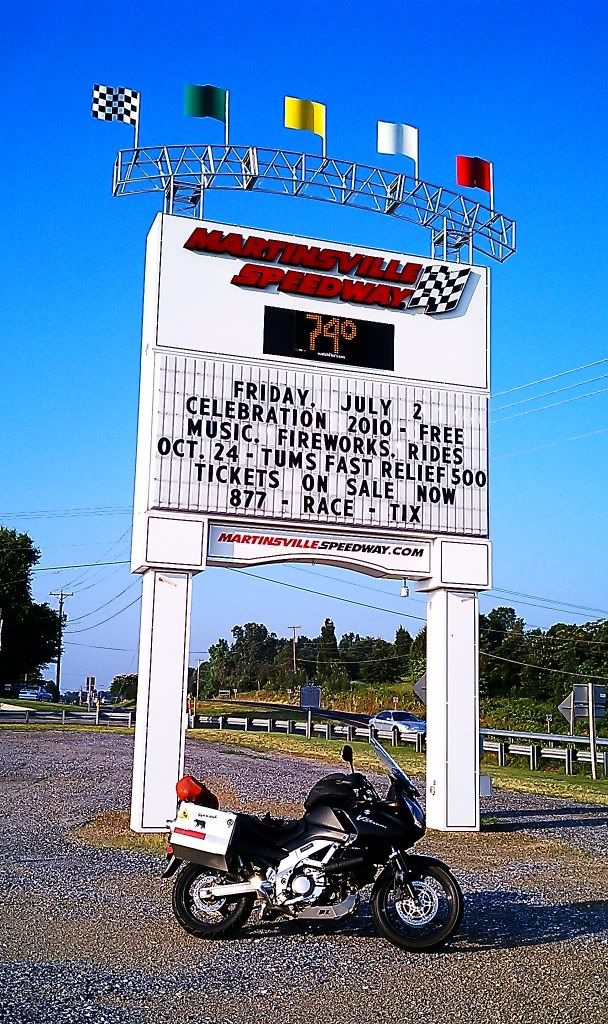 MARTINSVILLE
SPEEDWAY
74°
FRIDAY, JULY 2
CELEBRATION 2010 - FREE
MUSIC, FIREWORKS, RIDES
OCT. 24 - TUMS FAST RELIEF 500
TICKETS ON SALE NOW
877 - RACE - TIX
MARTINSVILLESPEEDWAY.COM